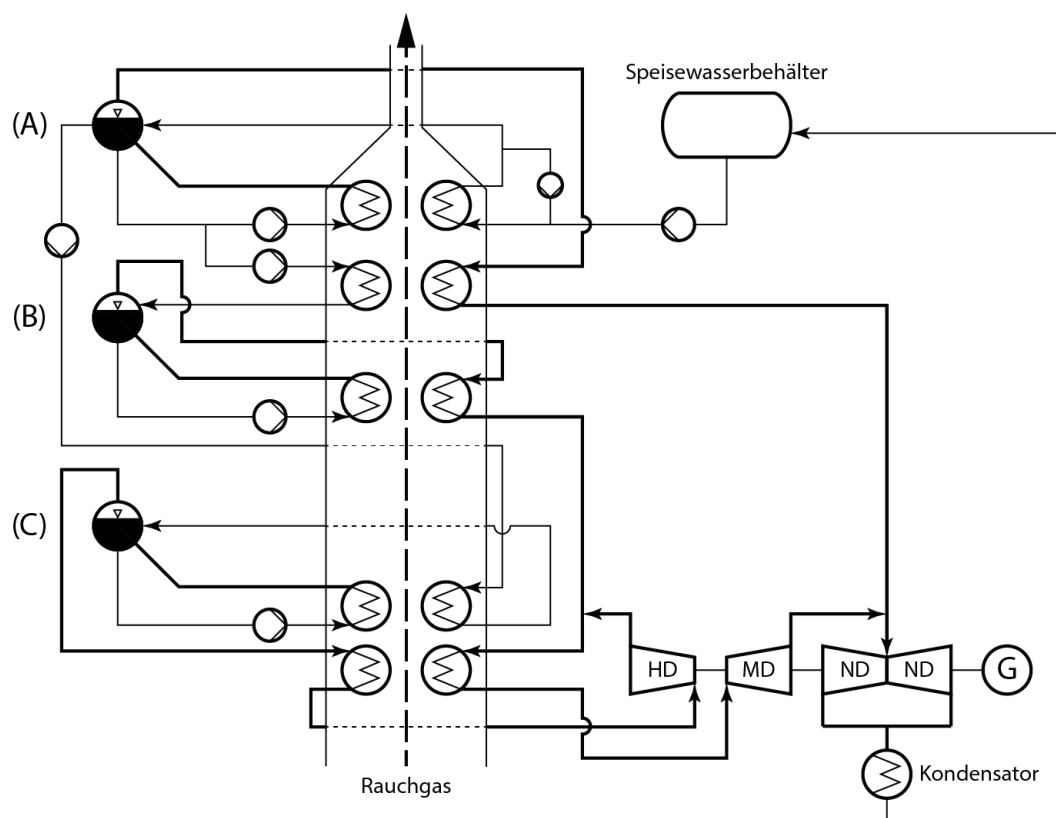 Speisewasserbehälter
(A)
(B)
(C)
HD
MD
ND
ND
G
Kondensator
Rauchgas